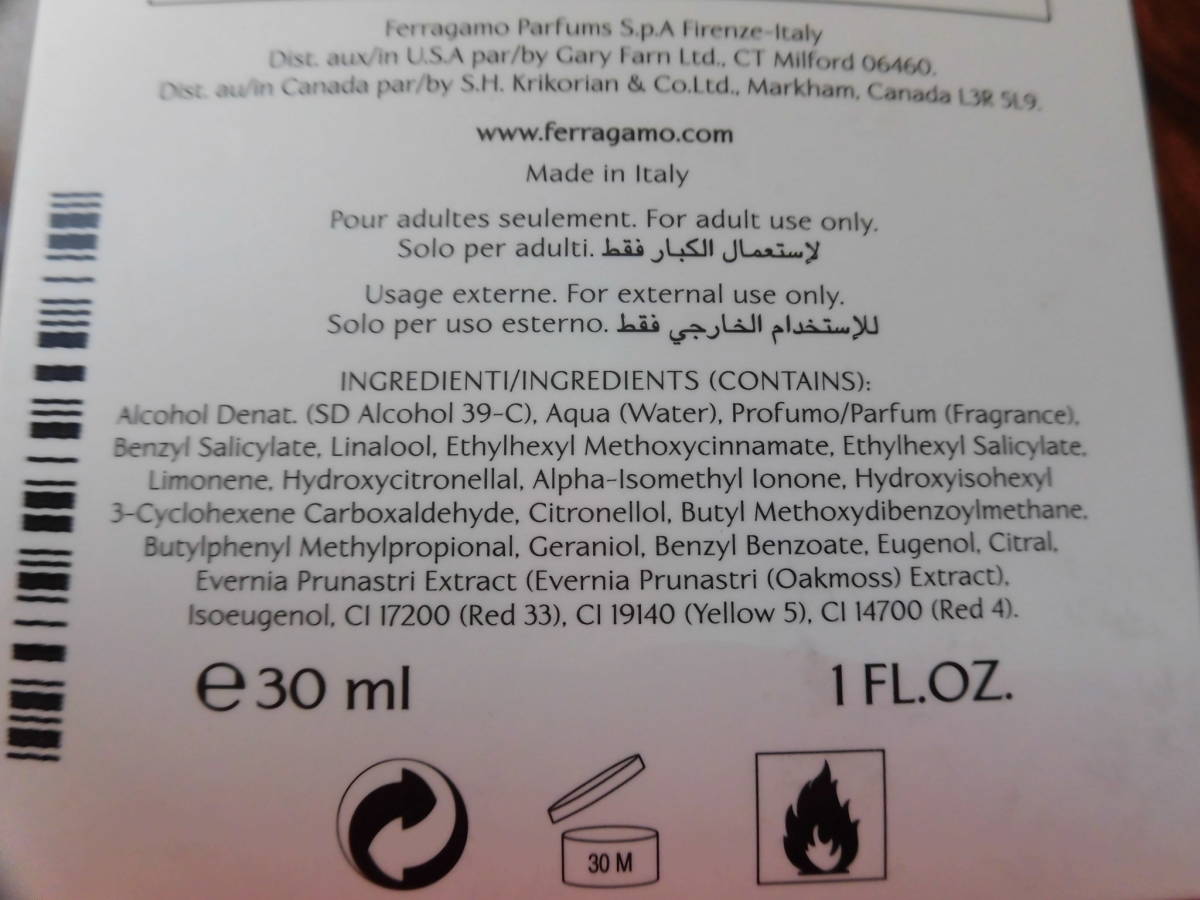 Ferragamo Parfums S.p.A Firenze-Italy
Dist. aux/in U.S.A par/by Gary Farn Ltd., CT Milford 06460.
Dist. au/in Canada par/by S.H. Krikorian & Co.Ltd., Markham, Canada L3R 5L9.
www.ferragamo.com
Made in Italy
Pour adultes seulement. For adult use only.
Solo per adulti. لإستعمال الكبار فقط
Usage externe. For external use only.
Solo per uso esterno. للإستخدام الخارجي فقط
INGREDIENTI/INGREDIENTS (CONTAINS):
Alcohol Denat. (SD Alcohol 39-C), Aqua (Water), Profumo/Parfum (Fragrance),
Benzyl Salicylate, Linalool, Ethylhexyl Methoxycinnamate, Ethylhexyl Salicylate,
Limonene, Hydroxycitronellal, Alpha-Isomethyl Ionone, Hydroxyisohexyl
3-Cyclohexene Carboxaldehyde, Citronellol, Butyl Methoxydibenzoylmethane,
Butylphenyl Methylpropional, Geraniol, Benzyl Benzoate, Eugenol, Citral,
Evernia Prunastri Extract (Evernia Prunastri (Oakmoss) Extract),
Isoeugenol, CI 17200 (Red 33), CI 19140 (Yellow 5), CI 14700 (Red 4).
e 30 ml 1 FL.OZ.
30 M